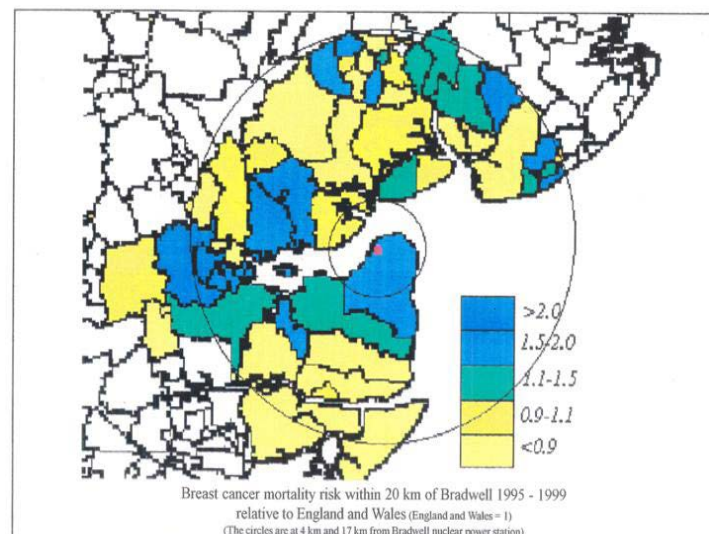 >2.0
1.5-2.0
1.1-1.5
0.9-1.1
<0.9
Breast cancer mortality risk within 20 km of Bradwell 1995 - 1999
relative to England and Wales (England and Wales = 1)
(The circles are at 4 km and 17 km from Bradwell nuclear power station)